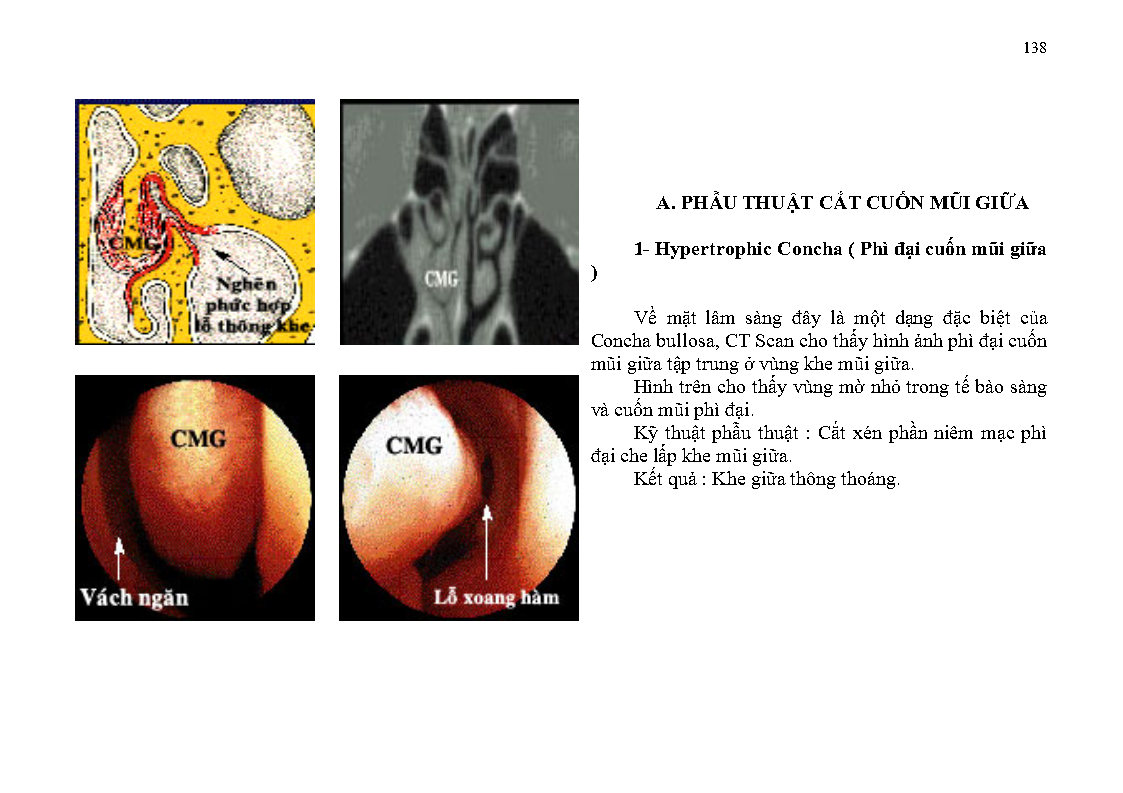 138
CMG
Nghẽn
phức hợp
lỗ thông khe
CMG
CMG
Vách ngăn
CMG
Lỗ xoang hàm
A. PHẪU THUẬT CẮT CUỐN MŨI GIỮA
1- Hypertrophic Concha ( Phì đại cuốn mũi giữa
)
Về mặt lâm sàng đây là một dạng đặc biệt của
Concha bullosa, CT Scan cho thấy hình ảnh phì đại cuốn
mũi giữa tập trung ở vùng khe mũi giữa.
Hình trên cho thấy vùng mờ nhỏ trong tế bào sàng
và cuốn mũi phì đại.
Kỹ thuật phẫu thuật : Cắt xén phần niêm mạc phì
đại che lấp khe mũi giữa.
Kết quả : Khe giữa thông thoáng.